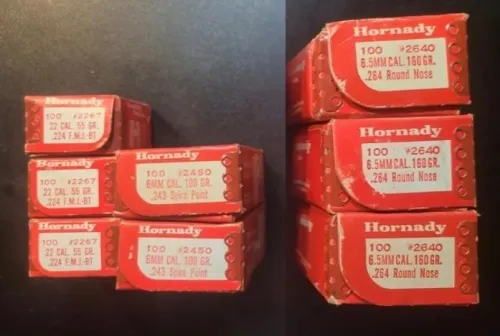 Hornady
100 #2267
22 CAL. 55 GR.
.224 F.M.J.-BT
Hornady
100 #2267
22 CAL. 55 GR.
.224 F.M.J.-BT
Hornady
100 #2267
22 CAL. 55 GR.
.224 F.M.J.-BT
Hornady
100 #2450
6MM CAL. 100 GR.
.243 Spire Point
Hornady
100 #2450
6MM CAL. 100 GR.
.243 Spire Point
Hornady
100 #2640
6.5MM CAL. 160 GR.
.264 Round Nose
Hornady
100 #2640
6.5MM CAL. 160 GR.
.264 Round Nose
Hornady
100 #2640
6.5MM CAL. 160 GR.
.264 Round Nose